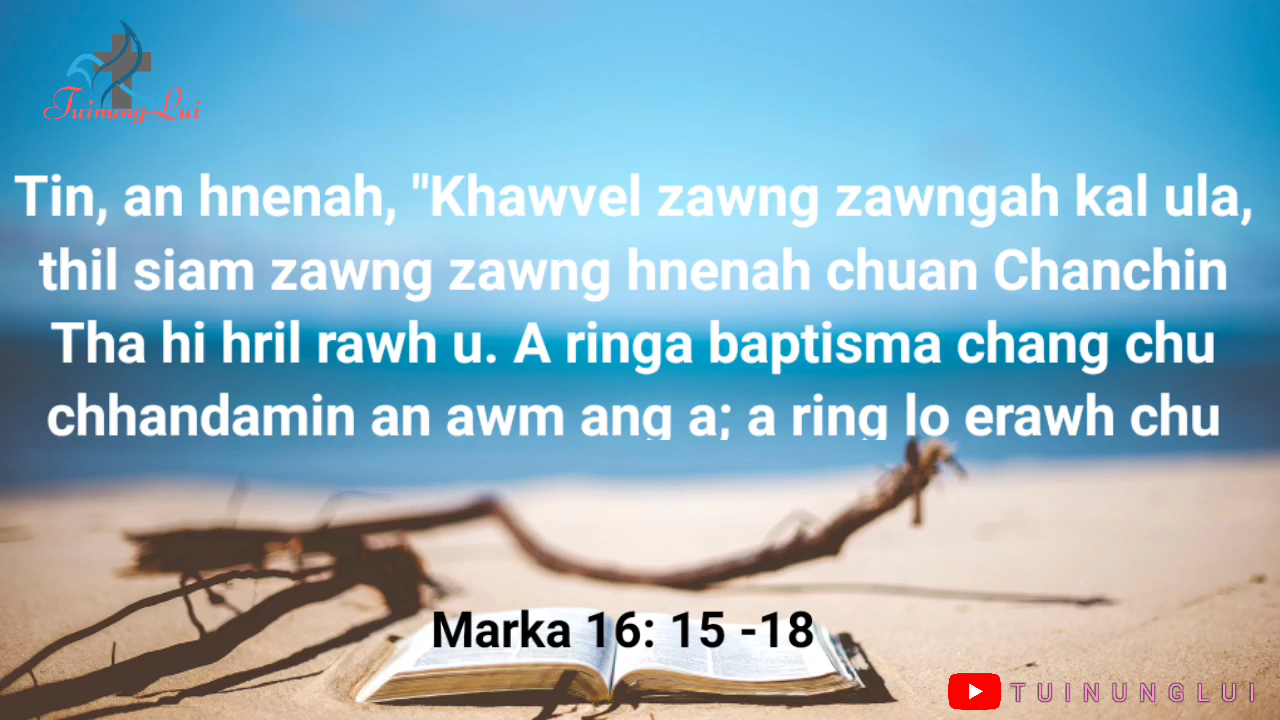 Tuinung Lui
Tin, an hnenah, "Khawvel zawng zawngah kal ula,
thil siam zawng zawng hnenah chuan Chanchin
Tha hi hril rawh u. A ringa baptisma chang chu
chhandamin an awm ang a; a ring lo erawh chu
Marka 16: 15 -18
TUINUNGLUI